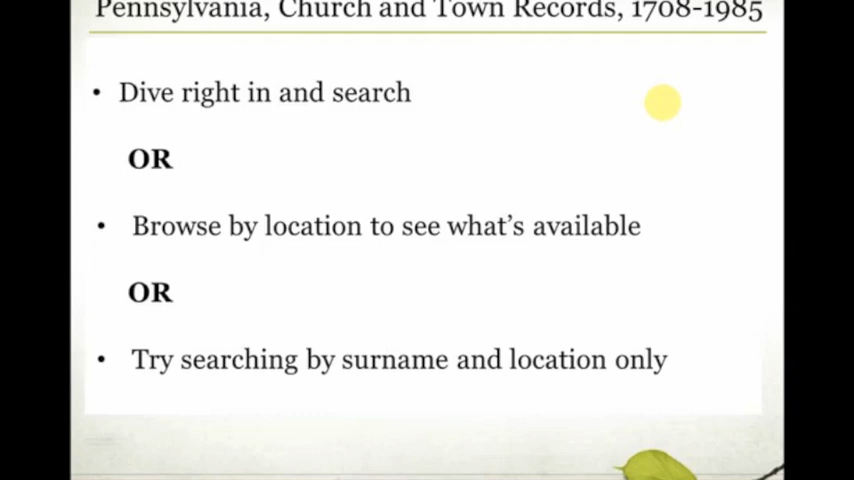 Pennsylvania, Church and Town Records, 1708-1985
• Dive right in and search
OR
• Browse by location to see what's available
OR
• Try searching by surname and location only